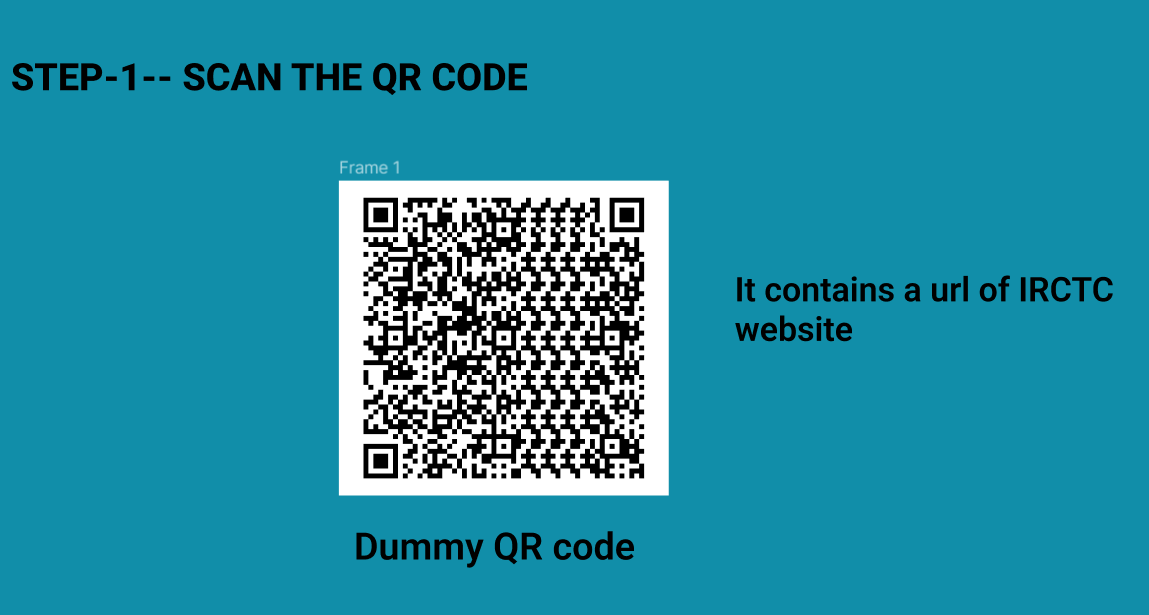 STEP-1-- SCAN THE QR CODE
Frame 1
It contains a url of IRCTC
website
Dummy QR code